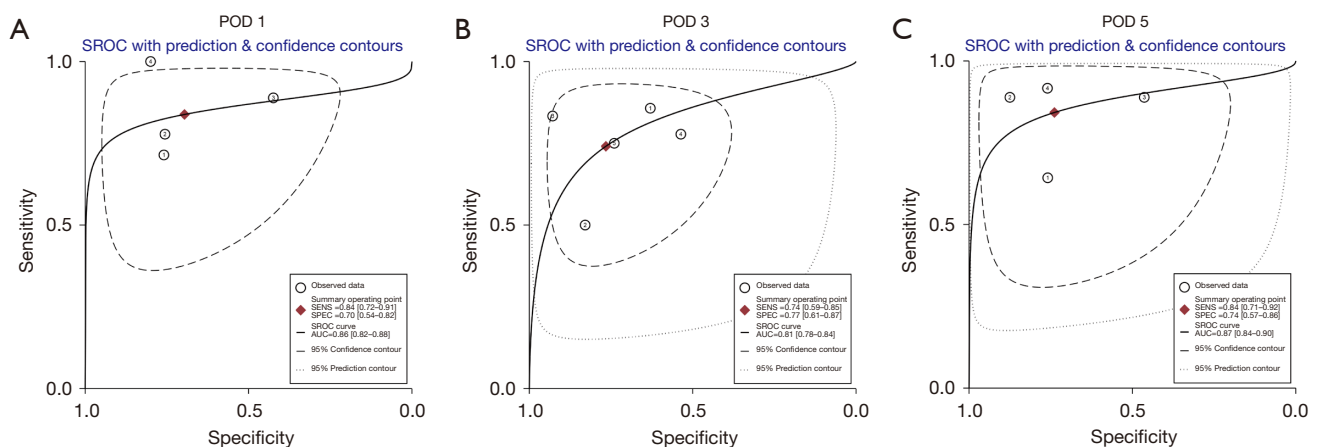 A
POD 1
SROC with prediction & confidence contours
1.0
0.5
0.0
Sensitivity
4
3
2
1
Observed data
Summary operating point
SENS =0.84 [0.72–0.91]
SPEC =0.70 [0.54–0.82]
SROC curve
AUC=0.86 [0.82–0.88]
95% Confidence contour
95% Prediction contour
1.0 0.5 0.0
Specificity
B
POD 3
SROC with prediction & confidence contours
1.0
0.5
0.0
Sensitivity
1
4
2
Observed data
Summary operating point
SENS =0.74 [0.59–0.85]
SPEC =0.77 [0.61–0.87]
SROC curve
AUC=0.81 [0.78–0.84]
95% Confidence contour
95% Prediction contour
1.0 0.5 0.0
Specificity
C
POD 5
SROC with prediction & confidence contours
1.0
0.5
0.0
Sensitivity
4
2
3
1
Observed data
Summary operating point
SENS =0.84 [0.71–0.92]
SPEC =0.74 [0.57–0.86]
SROC curve
AUC=0.87 [0.84–0.90]
95% Confidence contour
95% Prediction contour
1.0 0.5 0.0
Specificity